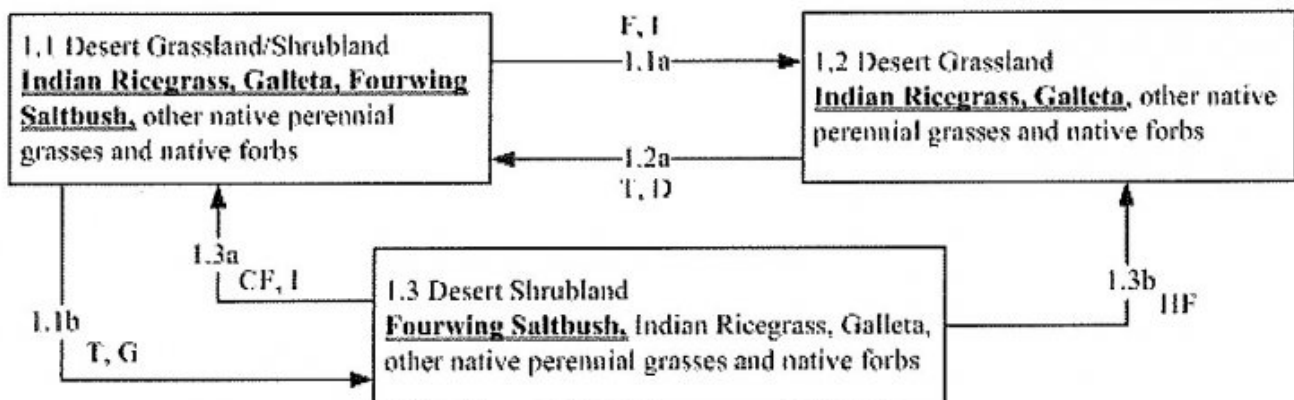 1.1 Desert Grassland/Shrubland
Indian Ricegrass, Galleta, Fourwing
Saltbush, other native perennial
grasses and native forbs
F, I
1.1a
1.2a
T, D
1.2 Desert Grassland
Indian Ricegrass, Galleta, other native
perennial grasses and native forbs
1.1b
T, G
1.3a
CF, I
1.3 Desert Shrubland
Fourwing Saltbush, Indian Ricegrass, Galleta,
other native perennial grasses and native forbs
1.3b
HF